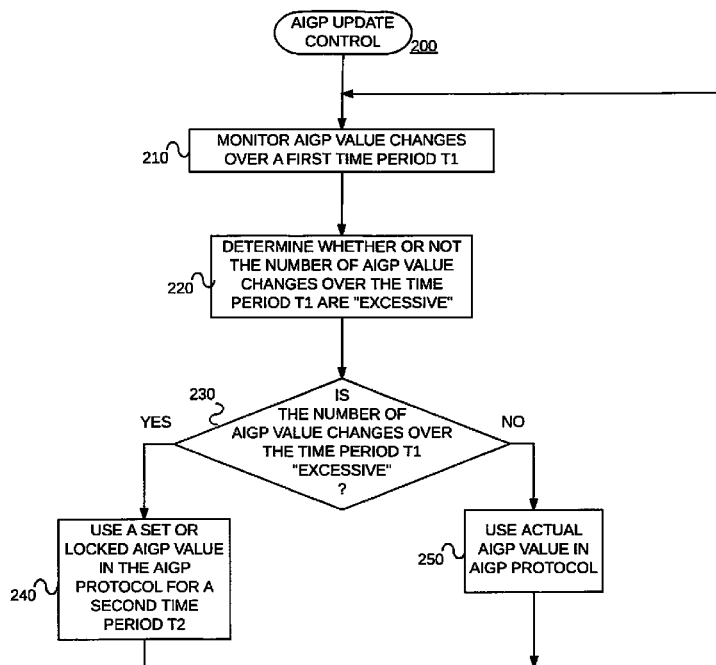 AIGP UPDATE
CONTROL
200
MONITOR AIGP VALUE CHANGES
OVER A FIRST TIME PERIOD T1
210
DETERMINE WHETHER OR NOT
THE NUMBER OF AIGP VALUE
CHANGES OVER THE TIME
PERIOD T1 ARE "EXCESSIVE"
220
230
IS
THE NUMBER OF
AIGP VALUE CHANGES OVER
THE TIME PERIOD T1
"EXCESSIVE"
?
YES
NO
USE A SET OR
LOCKED AIGP VALUE
IN THE AIGP
PROTOCOL FOR A
SECOND TIME
PERIOD T2
240
USE ACTUAL
AIGP VALUE IN
AIGP PROTOCOL
250